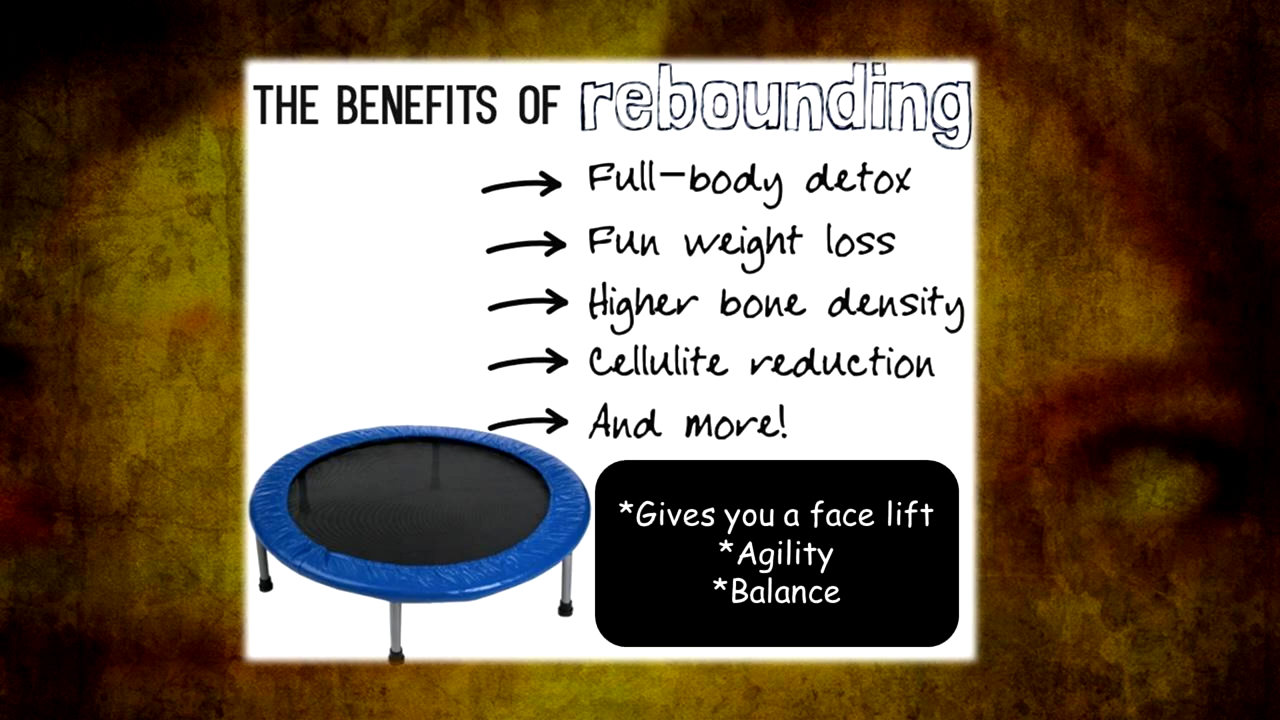 THE BENEFITS OF rebounding
Full-body detox
Fun weight loss
Higher bone density
Cellulite reduction
And more!
*Gives you a face lift
*Agility
*Balance